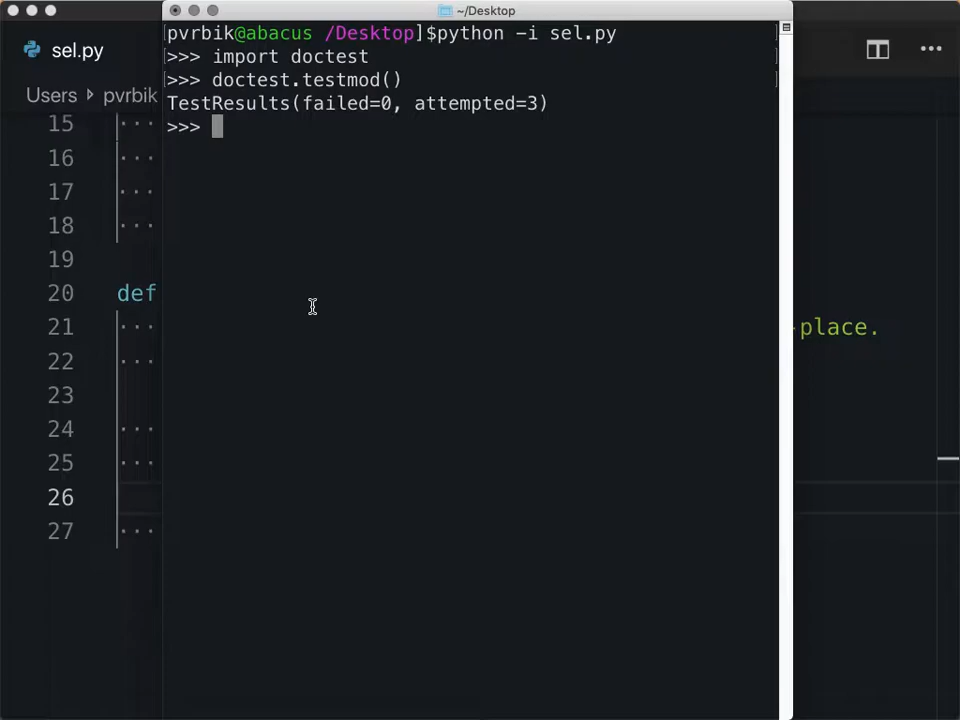 ~/Desktop
pvrbik@abacus /Desktop]$python -i sel.py
>>> import doctest
>>> doctest.testmod()
TestResults(failed=0, attempted=3)
>>>
sel.py
Users pvrbik
15 ···
16 ···
17 ···
18 ···
19
20 def
21 ··· place.
22 ···
23
24 ···
25 ···
26
27 ···